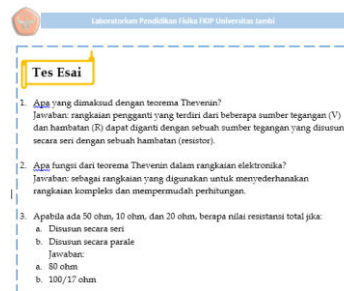 Laboratorium Pendidikan Fisika FKIP Universitas Jambi
Tes Esai
1. Apa yang dimaksud dengan teorema Thevenin?
Jawaban: rangkaian pengganti yang terdiri dari beberapa sumber tegangan (V)
dan hambatan (R) dapat diganti dengan sebuah sumber tegangan yang disusun
secara seri dengan sebuah hambatan (resistor).
2. Apa fungsi dari teorema Thevenin dalam rangkaian elektronika?
Jawaban: sebagai rangkaian yang digunakan untuk menyederhanakan
rangkaian kompleks dan mempermudah perhitungan.
3. Apabila ada 50 ohm, 10 ohm, dan 20 ohm, berapa nilai resistansi total jika:
a. Disusun secara seri
b. Disusun secara parale
Jawaban:
a. 80 ohm
b. 100/17 ohm